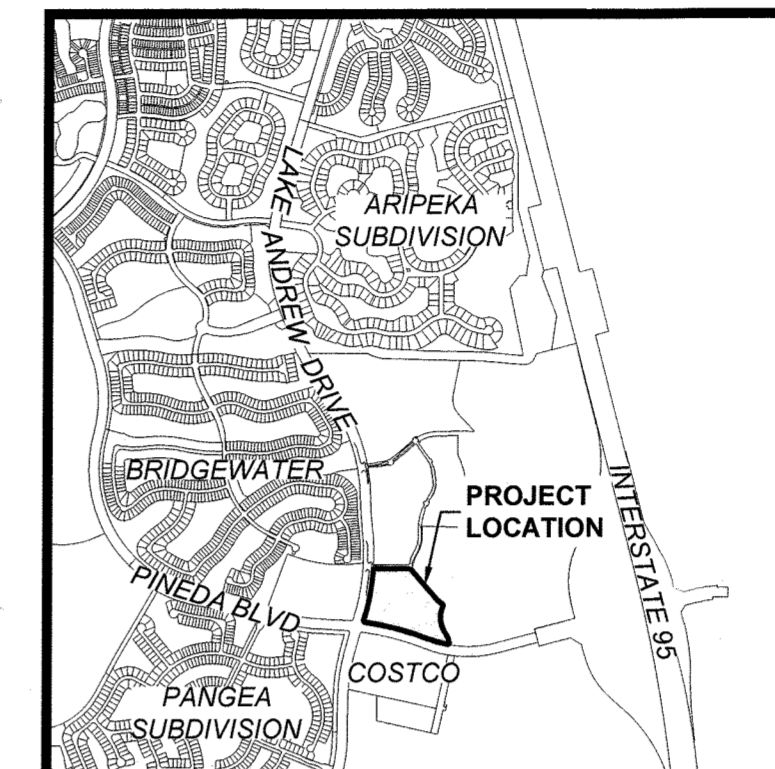 LAKE ANDREW DRIVE
ARIPEKA
SUBDIVISION
BRIDGEWATER
PROJECT
LOCATION
INTERSTATE 95
PINEDA BLVD
COSTCO
PANGEA
SUBDIVISION